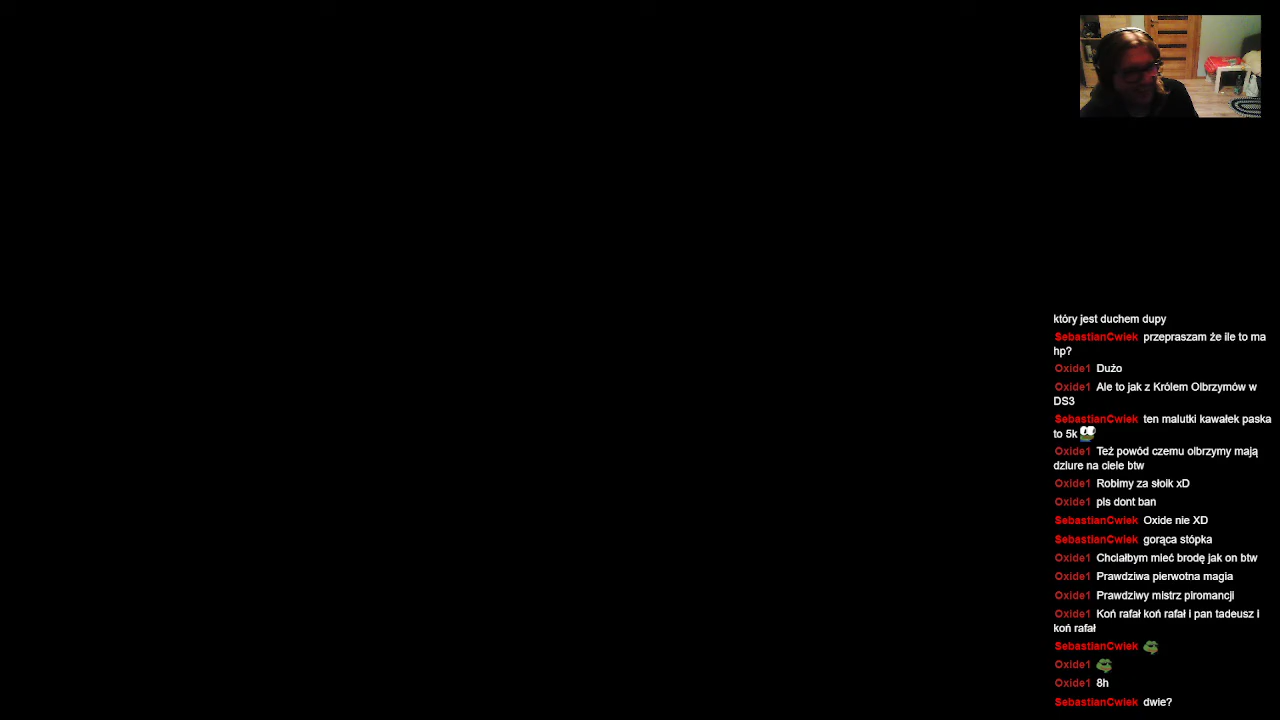 który jest duchem dupy
SebastianCwiek przepraszam że ile to ma
hp?
Oxide1 Dużo
Oxide1 Ale to jak z Królem Olbrzymów w
DS3
SebastianCwiek ten malutki kawałek paska
to 5k
Oxide1 Też powód czemu olbrzymy mają
dziure na ciele btw
Oxide1 Robimy za słoik xD
Oxide1 pls dont ban
SebastianCwiek Oxide nie XD
SebastianCwiek gorąca stópka
Oxide1 Chciałbym mieć brodę jak on btw
Oxide1 Prawdziwa pierwotna magia
Oxide1 Prawdziwy mistrz piromancji
Oxide1 Koń rafał koń rafał i pan tadeusz i
koń rafał
SebastianCwiek
Oxide1
Oxide1 8h
SebastianCwiek dwie?